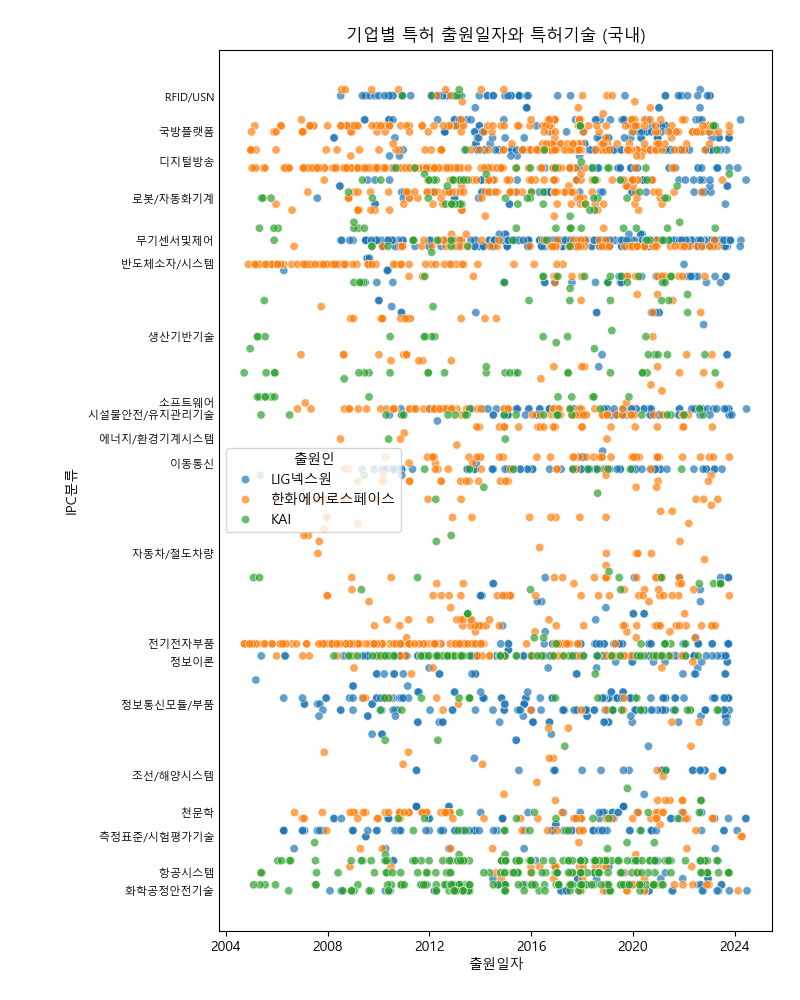 기업별 특허 출원일자와 특허기술 (국내)
RFID/USN
국방플랫폼
디지털방송
로봇/자동화기계
무기센서및제어
반도체소자/시스템
생산기반기술
소프트웨어
시설물안전/유지관리기술
에너지/환경기계시스템
이동통신
자동차/철도차량
전기전자부품
정보이론
정보통신모듈/부품
조선/해양시스템
천문학
측정표준/시험평가기술
항공시스템
화학공정안전기술
IPC분류
출원인
LIG넥스원
한화에어로스페이스
KAI
2004 2008 2012 2016 2020 2024
출원일자